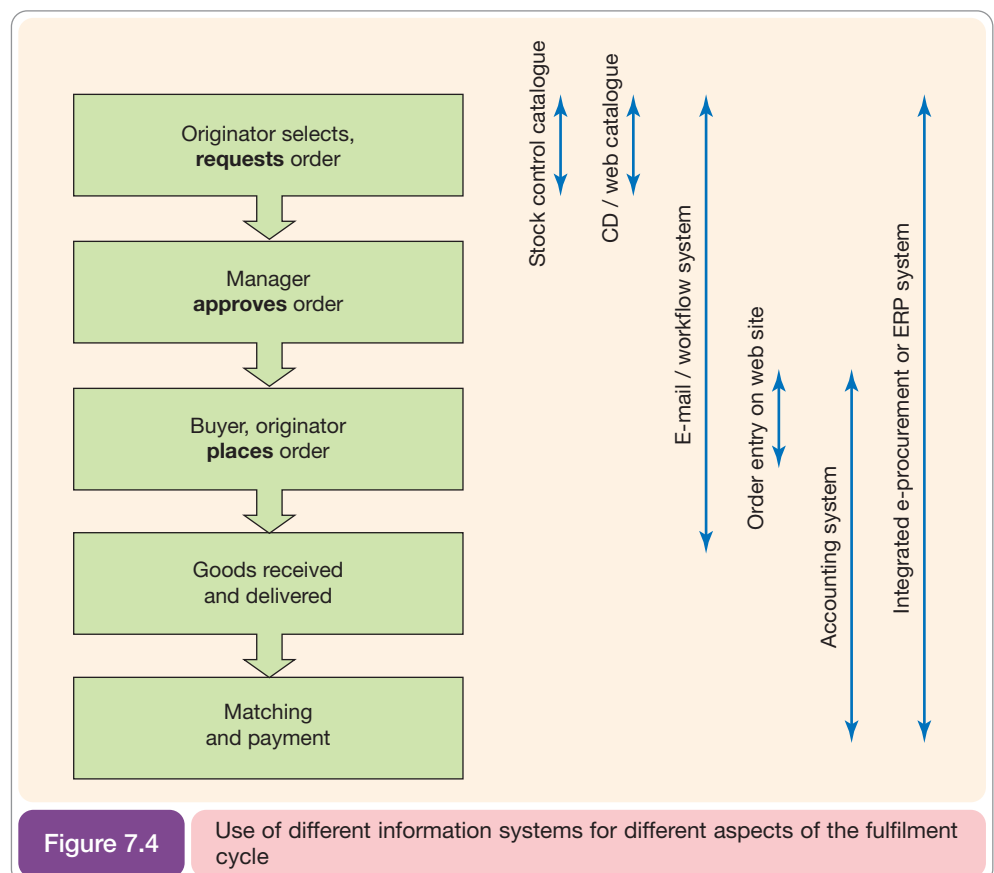 Originator selects,
requests order
Manager
approves order
Buyer, originator
places order
Goods received
and delivered
Matching
and payment
Stock control catalogue
CD / web catalogue
E-mail / workflow system
Order entry on web site
Accounting system
Integrated e-procurement or ERP system
Figure 7.4
Use of different information systems for different aspects of the fulfilment
cycle